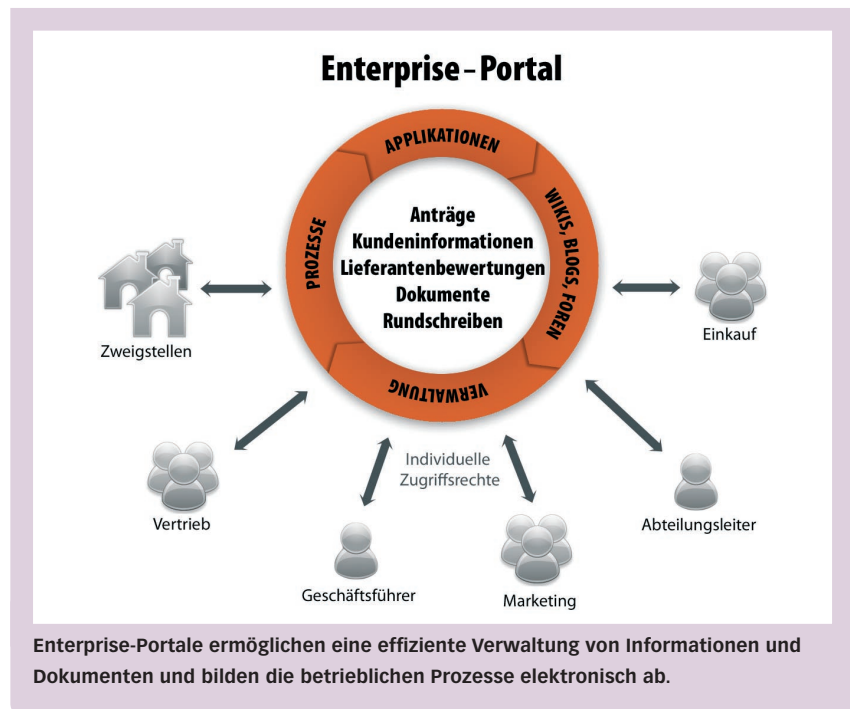 Enterprise-Portal
APPLIKATIONEN
WIKIS, BLOGS, FOREN
VERWALTUNG
PROZESSE
Anträge
Kundeninformationen
Lieferantenbewertungen
Dokumente
Rundschreiben
Zweigstellen
Einkauf
Vertrieb
Individuelle
Zugriffsrechte
Abteilungsleiter
Geschäftsführer
Marketing
Enterprise-Portale ermöglichen eine effiziente Verwaltung von Informationen und
Dokumenten und bilden die betrieblichen Prozesse elektronisch ab.